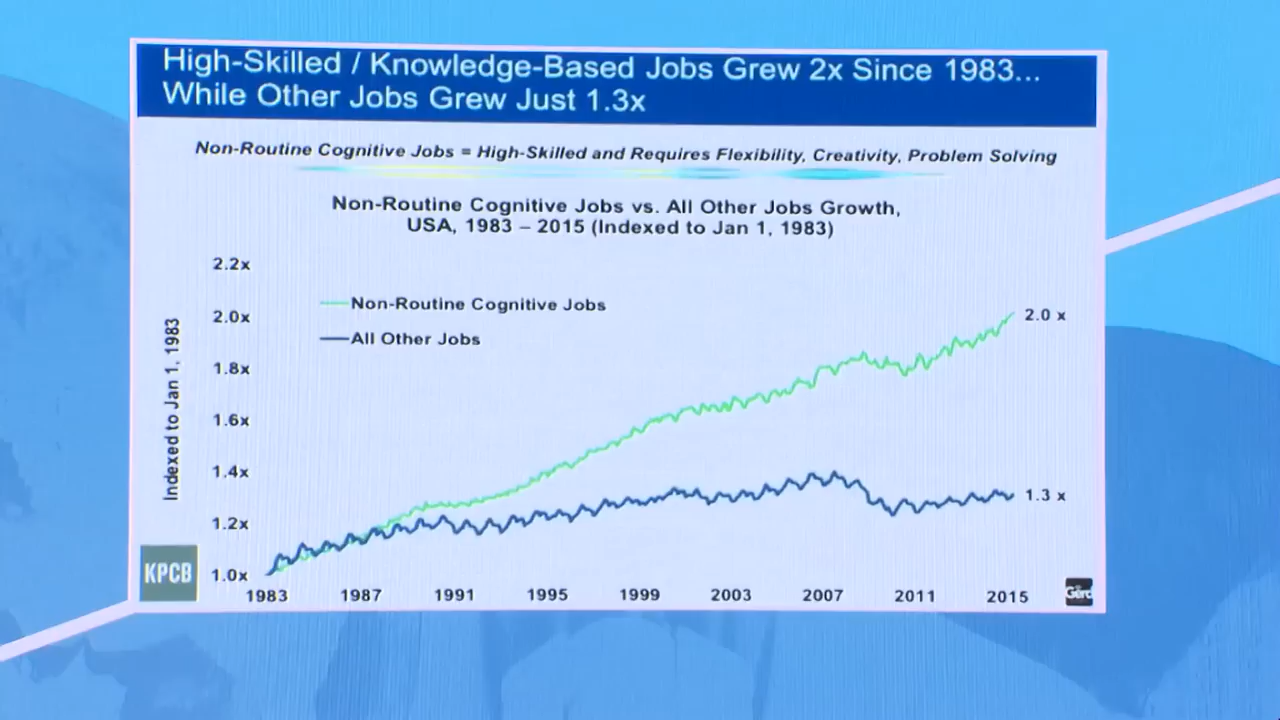 High-Skilled / Knowledge-Based Jobs Grew 2x Since 1983...
While Other Jobs Grew Just 1.3x
Non-Routine Cognitive Jobs = High-Skilled and Requires Flexibility, Creativity, Problem Solving
Non-Routine Cognitive Jobs vs. All Other Jobs Growth,
USA, 1983 – 2015 (Indexed to Jan 1, 1983)
2.2x
Non-Routine Cognitive Jobs
2.0x
2.0 x
All Other Jobs
1.8x
1.6x
1.4x
1.3 x
1.2x
1.0x
Indexed to Jan 1, 1983
1983 1987 1991 1995 1999 2003 2007 2011 2015
KPCB
Gerd